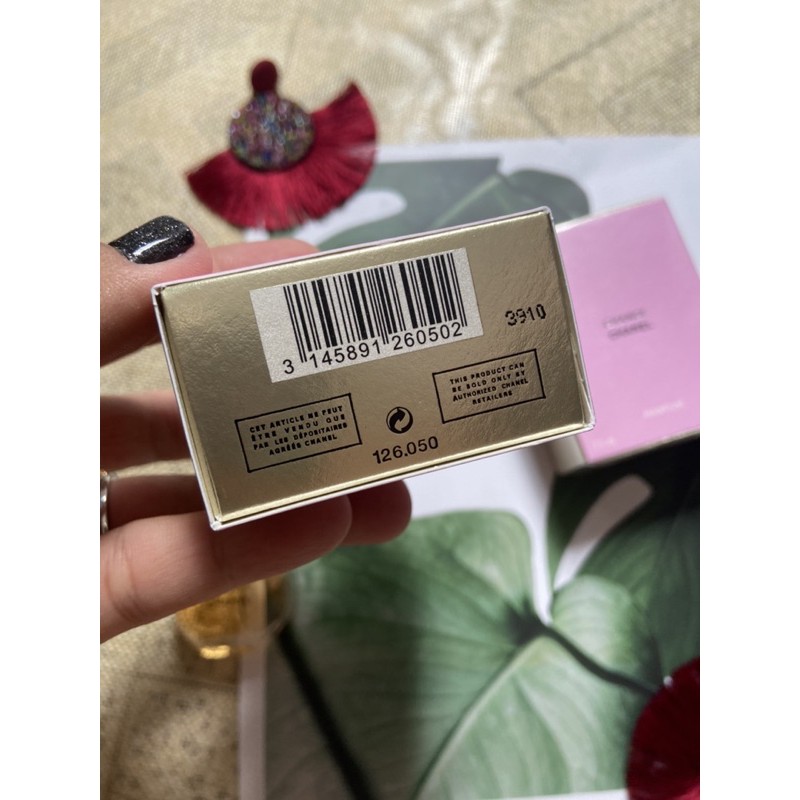 3 145891 260502
3910
CET ARTICLE NE PEUT
ÊTRE VENDU QUE
PAR LES DÉPOSITAIRES
AGRÉÉS CHANEL
THIS PRODUCT CAN
BE SOLD ONLY BY
AUTHORIZED CHANEL
RETAILERS
126.050
CHANEL